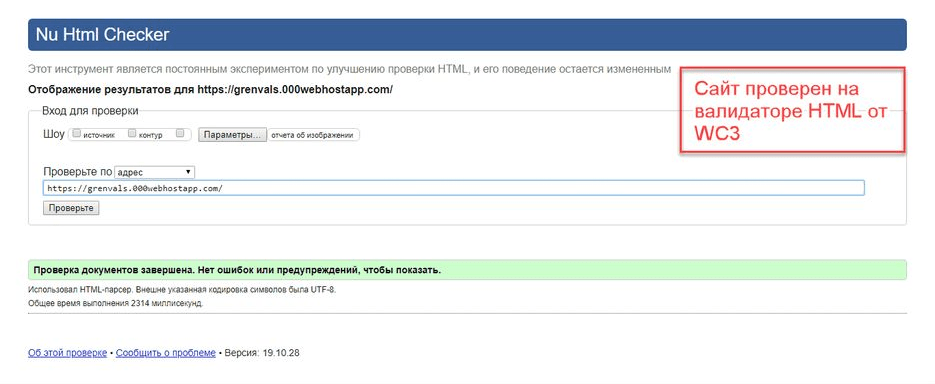 Nu Html Checker
Этот инструмент является постоянным экспериментом по улучшению проверки HTML, и его поведение остается измененным
Отображение результатов для https://grenvals.000webhostapp.com/
Сайт проверен на
валидаторе HTML от
WC3
Вход для проверки
Шоу источник контур Параметры... отчета об изображении
Проверьте по адрес
https://grenvals.000webhostapp.com/
Проверьте
Проверка документов завершена. Нет ошибок или предупреждений, чтобы показать.
Использовал HTML-парсер. Внешне указанная кодировка символов была UTF-8.
Общее время выполнения 2314 миллисекунд.
Об этой проверке • Сообщить о проблеме • Версия: 19.10.28